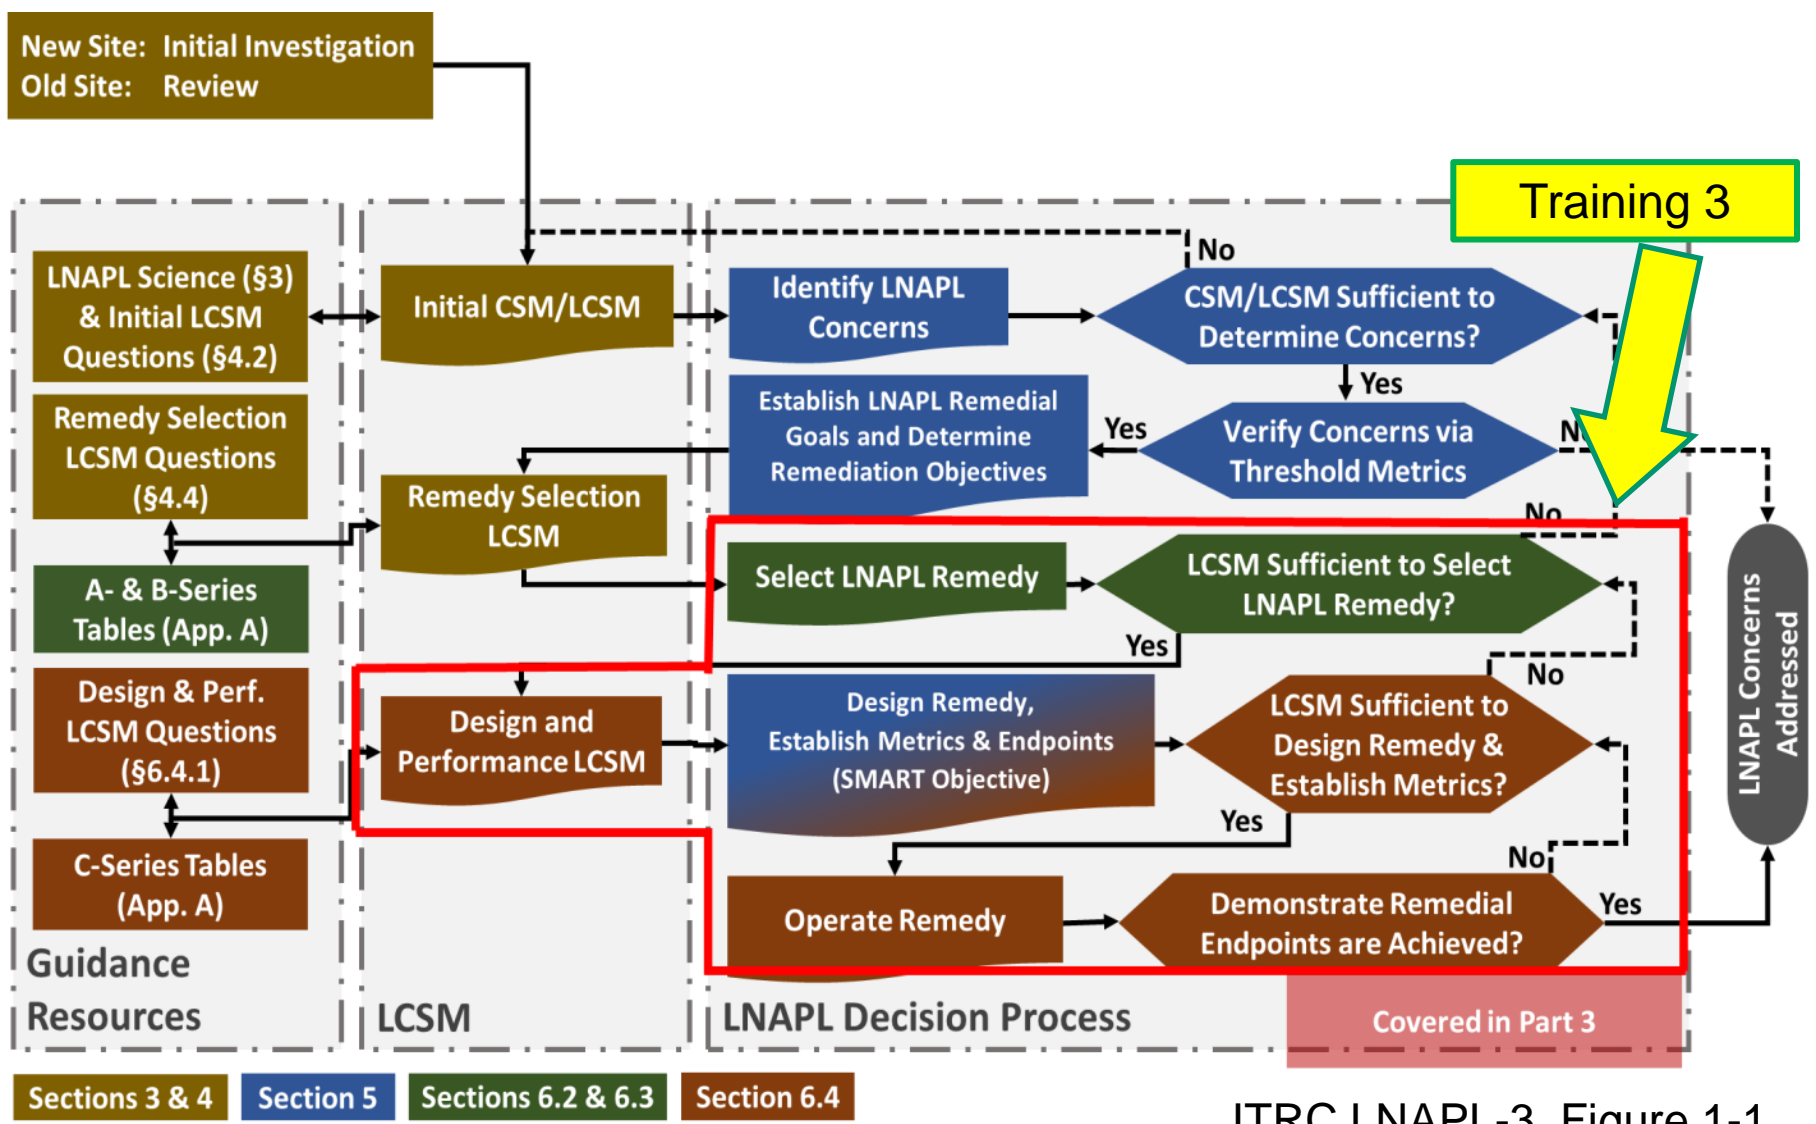 New Site: Initial Investigation
Old Site: Review
Training 3
LNAPL Science (§3)
& Initial LCSM
Questions (§4.2)
Remedy Selection
LCSM Questions
(§4.4)
A- & B-Series
Tables (App. A)
Design & Perf.
LCSM Questions
(§6.4.1)
C-Series Tables
(App. A)
Guidance
Resources
Initial CSM/LCSM
Remedy Selection
LCSM
Design and
Performance LCSM
LCSM
Identify LNAPL
Concerns
No
CSM/LCSM Sufficient to
Determine Concerns?
Yes
Establish LNAPL Remedial
Goals and Determine
Remediation Objectives
Yes
Verify Concerns via
Threshold Metrics
No
No
Select LNAPL Remedy
LCSM Sufficient to Select
LNAPL Remedy?
Yes
No
Design Remedy,
Establish Metrics & Endpoints
(SMART Objective)
LCSM Sufficient to
Design Remedy &
Establish Metrics?
Yes
No
Operate Remedy
Demonstrate Remedial
Endpoints are Achieved?
Yes
LNAPL Concerns
Addressed
LNAPL Decision Process
Covered in Part 3
Sections 3 & 4
Section 5
Sections 6.2 & 6.3
Section 6.4
ITRC LNAPL-3, Figure 1-1